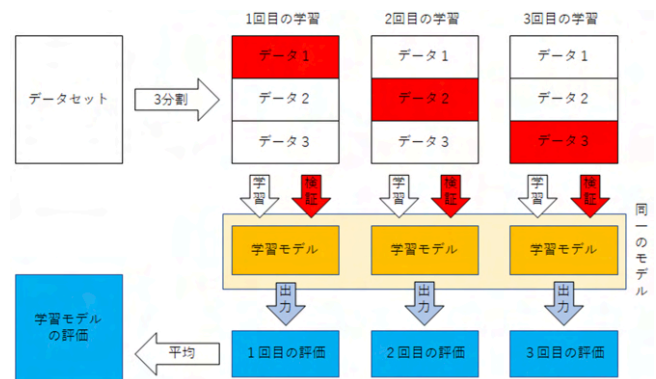 1回目の学習
2回目の学習
3回目の学習
データセット
3分割
データ1
データ2
データ3
データ1
データ2
データ3
データ1
データ2
データ3
学習
検証
学習
検証
学習
検証
学習モデル
学習モデル
学習モデル
同一のモデル
出力
出力
出力
学習モデル
の評価
平均
1回目の評価
2回目の評価
3回目の評価